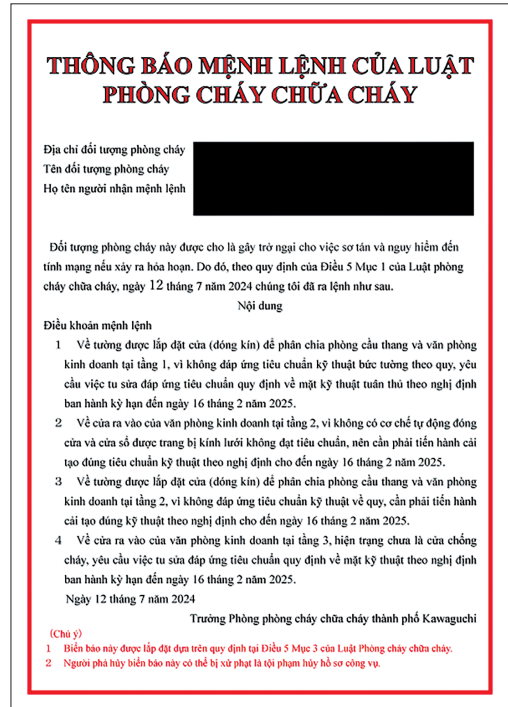 THÔNG BÁO MỆNH LỆNH CỦA LUẬT
PHÒNG CHÁY CHỮA CHÁY
Địa chỉ đối tượng phòng cháy
Tên đối tượng phòng cháy
Họ tên người nhận mệnh lệnh
Đối tượng phòng cháy này được cho là gây trở ngại cho việc sơ tán và nguy hiểm đến
tính mạng nếu xảy ra hỏa hoạn. Do đó, theo quy định của Điều 5 Mục 1 của Luật phòng
cháy chữa cháy, ngày 12 tháng 7 năm 2024 chúng tôi đã ra lệnh như sau.
Nội dung
Điều khoản mệnh lệnh
1 Về tường được lắp đặt cửa (đóng kín) để phân chia phòng cầu thang và văn phòng
kinh doanh tại tầng 1, vì không đáp ứng tiêu chuẩn kỹ thuật bức tường theo quy, yêu
cầu việc tu sửa đáp ứng tiêu chuẩn quy định về mặt kỹ thuật tuân thủ theo nghị định
ban hành kỳ hạn đến ngày 16 tháng 2 năm 2025.
2 Về cửa ra vào của văn phòng kinh doanh tại tầng 2, vì không có cơ chế tự động đóng
cửa và cửa sổ được trang bị kính lưới không đạt tiêu chuẩn, nên cần phải tiến hành cải
tạo đúng tiêu chuẩn kỹ thuật theo nghị định cho đến ngày 16 tháng 2 năm 2025.
3 Về tường được lắp đặt cửa (đóng kín) để phân chia phòng cầu thang và văn phòng
kinh doanh tại tầng 2, vì không đáp ứng tiêu chuẩn kỹ thuật về quy, cần phải tiến hành
cải tạo đúng kỹ thuật theo nghị định cho đến ngày 16 tháng 2 năm 2025.
4 Về cửa ra vào của văn phòng kinh doanh tại tầng 3, hiện trạng chưa là cửa chống
cháy, yêu cầu việc tu sửa đáp ứng tiêu chuẩn quy định về mặt kỹ thuật theo nghị định
ban hành kỳ hạn đến ngày 16 tháng 2 năm 2025.
Ngày 12 tháng 7 năm 2024
Trưởng Phòng phòng cháy chữa cháy thành phố Kawaguchi
(Chú ý)
1 Biển báo này được lắp đặt dựa trên quy định tại Điều 5 Mục 3 của Luật Phòng cháy chữa cháy.
2 Người phá hủy biển báo này có thể bị xử phạt là tội phạm hủy hồ sơ công vụ.